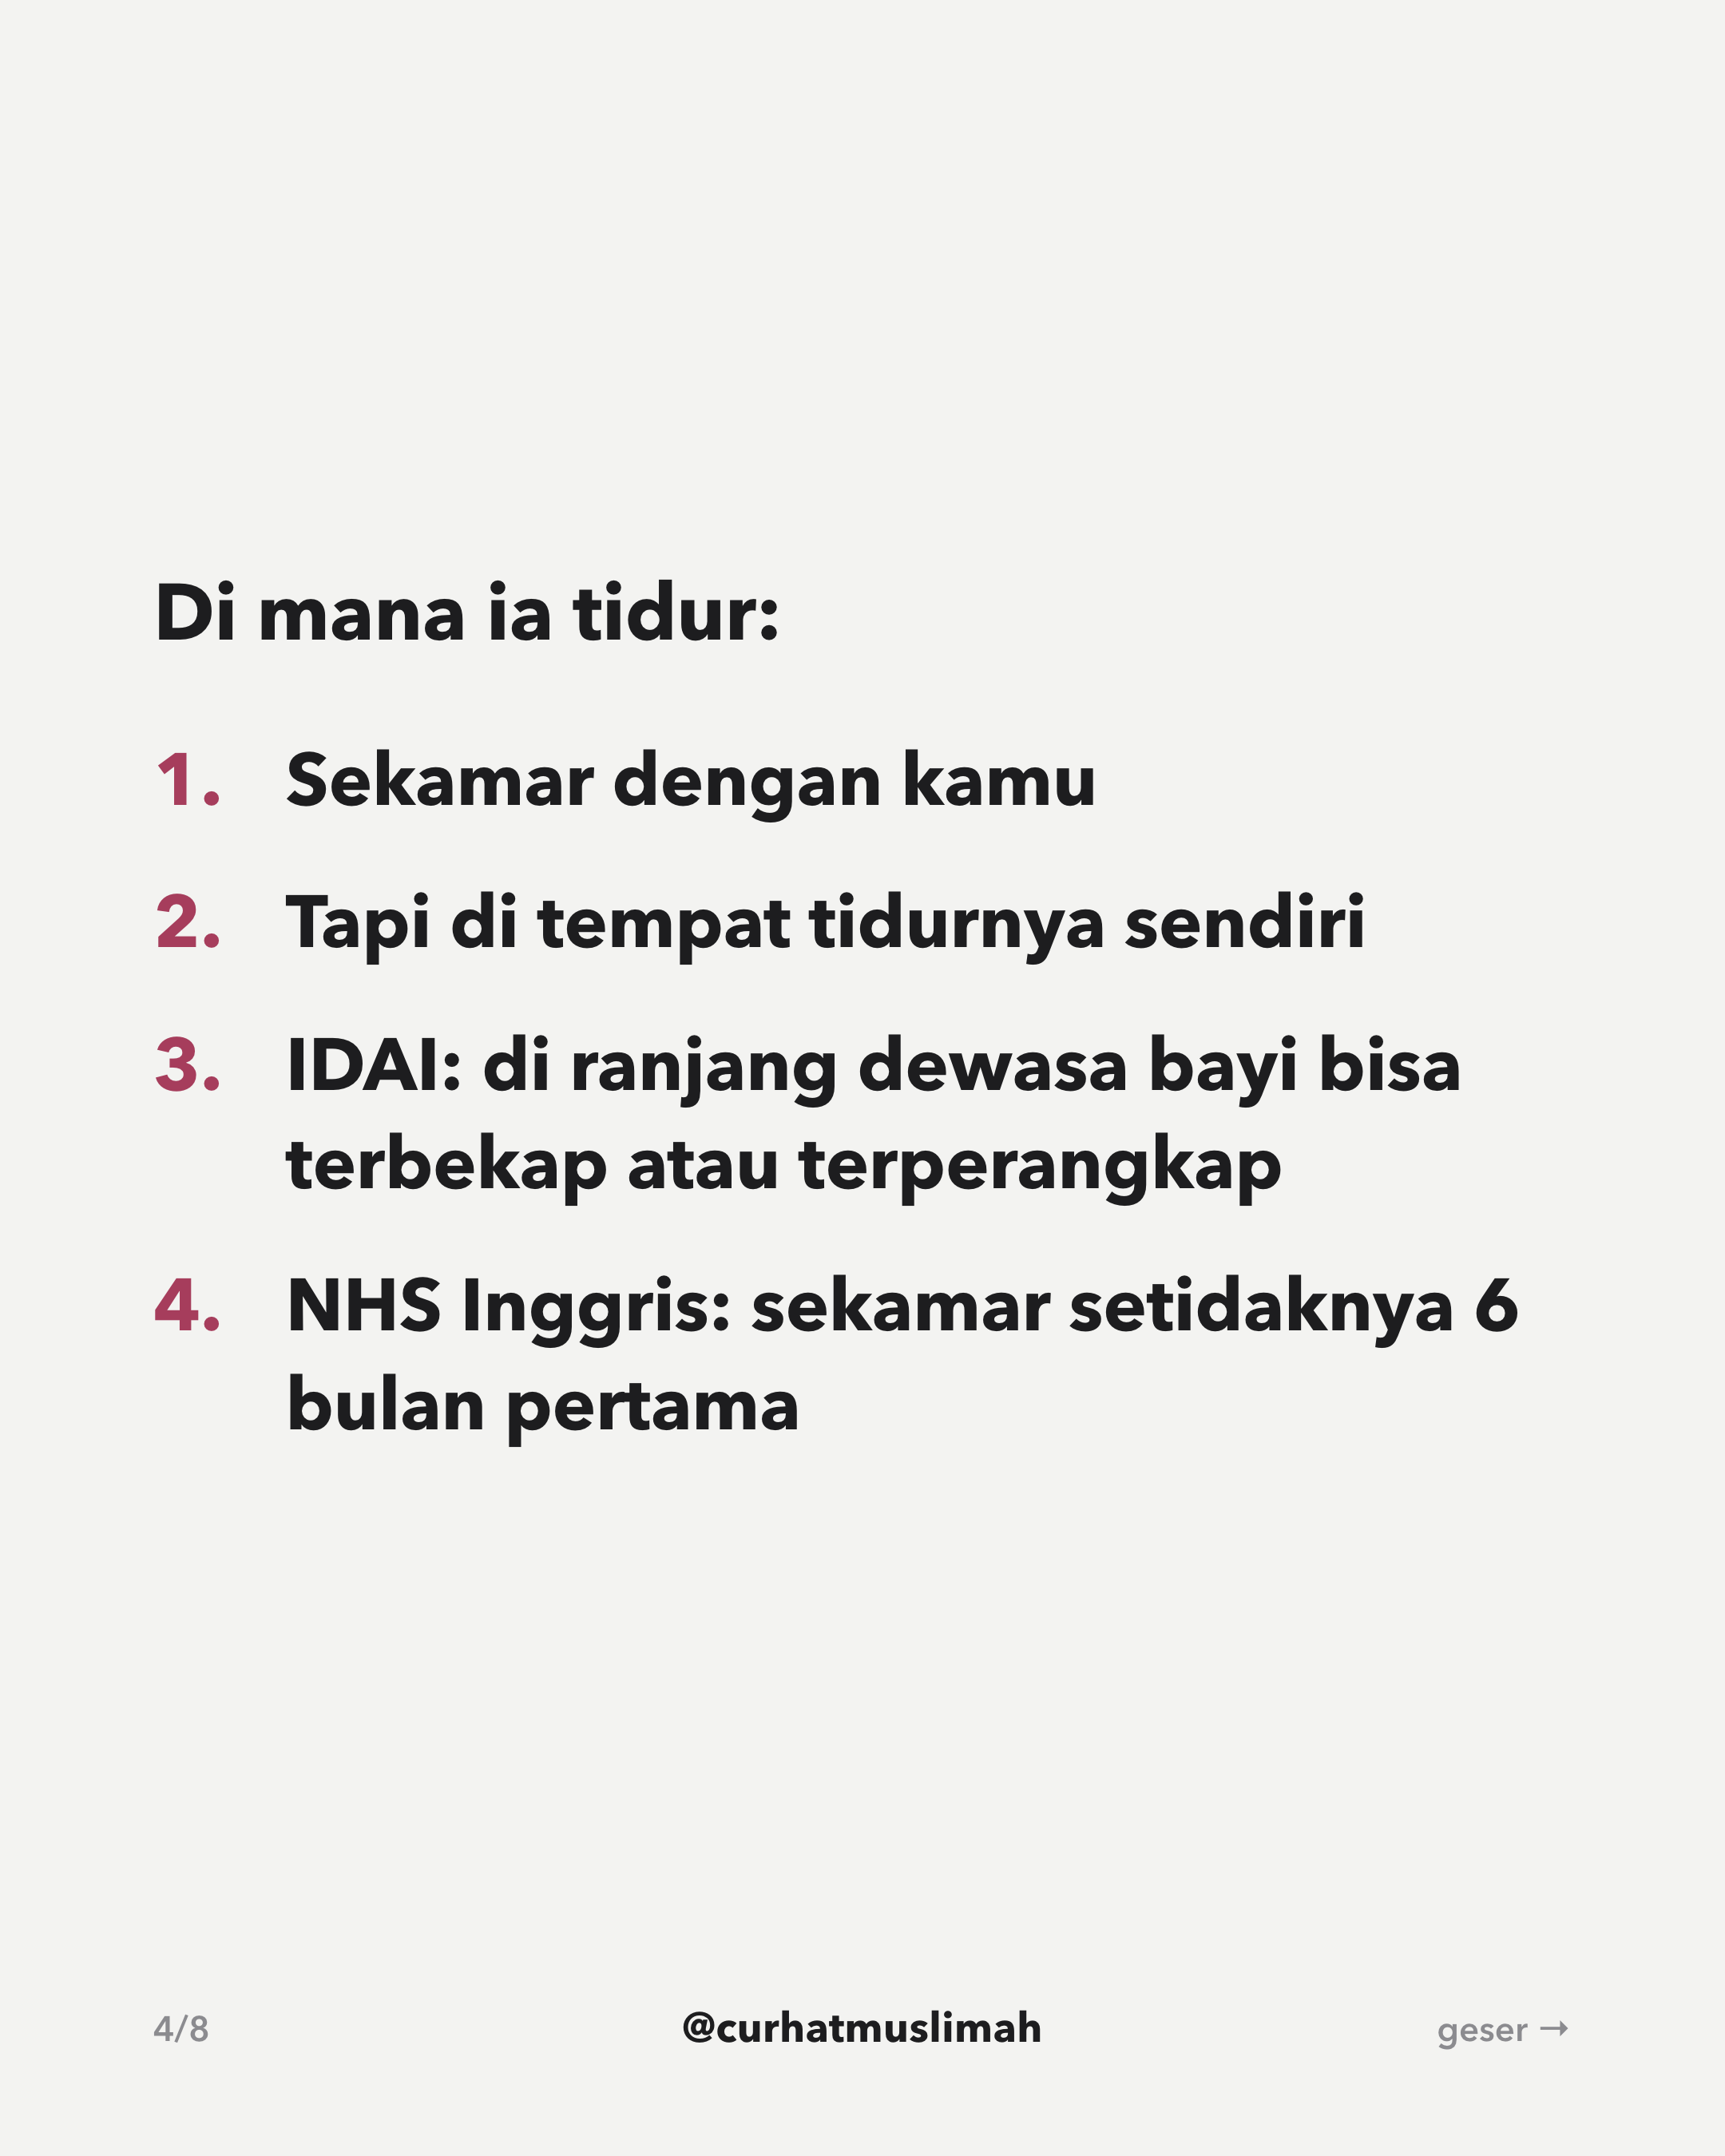 Di mana ia tidur:
1. Sekamar dengan kamu
2. Tapi di tempat tidurnya sendiri
3. IDAI: di ranjang dewasa bayi bisa
terbekap atau terperangkap
4. NHS Inggris: sekamar setidaknya 6
bulan pertama
4/8 @curhatmuslimah geser →